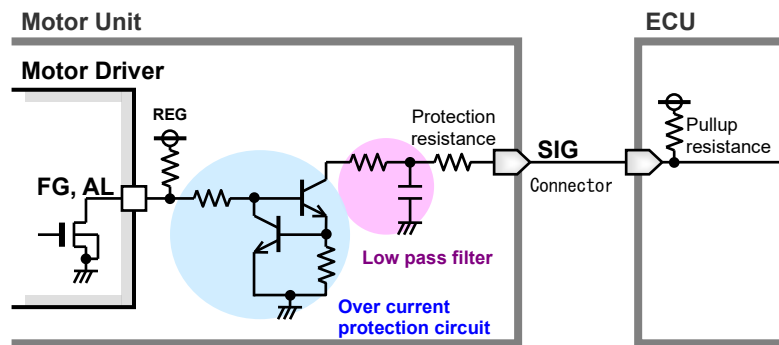 Motor Unit
ECU
Motor Driver
REG
Protection
resistance
SIG
Pullup
resistance
FG, AL
Connector
Low pass filter
Over current
protection circuit